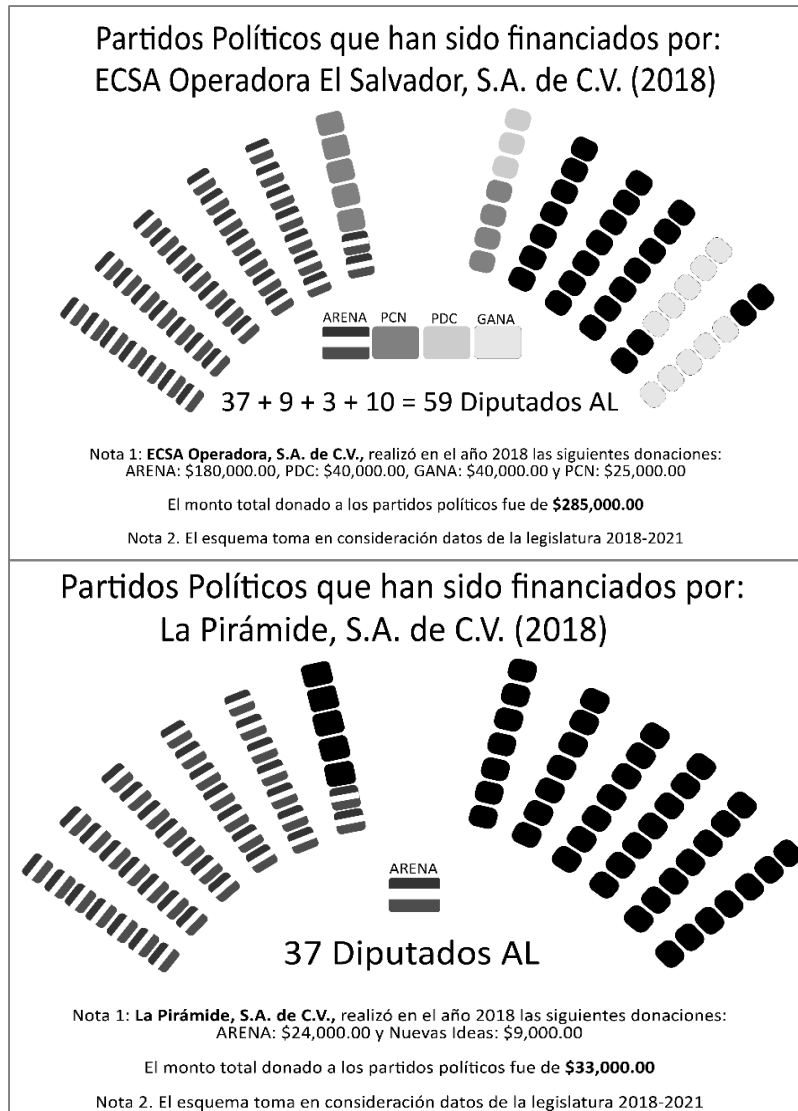 Partidos Políticos que han sido financiados por:
ECSA Operadora El Salvador, S.A. de C.V. (2018)
ARENA PCN PDC GANA
37 + 9 + 3 + 10 = 59 Diputados AL
Nota 1: ECSA Operadora, S.A. de C.V., realizó en el año 2018 las siguientes donaciones:
ARENA: $180,000.00, PDC: $40,000.00, GANA: $40,000.00 y PCN: $25,000.00
El monto total donado a los partidos políticos fue de $285,000.00
Nota 2. El esquema toma en consideración datos de la legislatura 2018-2021
Partidos Políticos que han sido financiados por:
La Pirámide, S.A. de C.V. (2018)
ARENA
37 Diputados AL
Nota 1: La Pirámide, S.A. de C.V., realizó en el año 2018 las siguientes donaciones:
ARENA: $24,000.00 y Nuevas Ideas: $9,000.00
El monto total donado a los partidos políticos fue de $33,000.00
Nota 2. El esquema toma en consideración datos de la legislatura 2018-2021